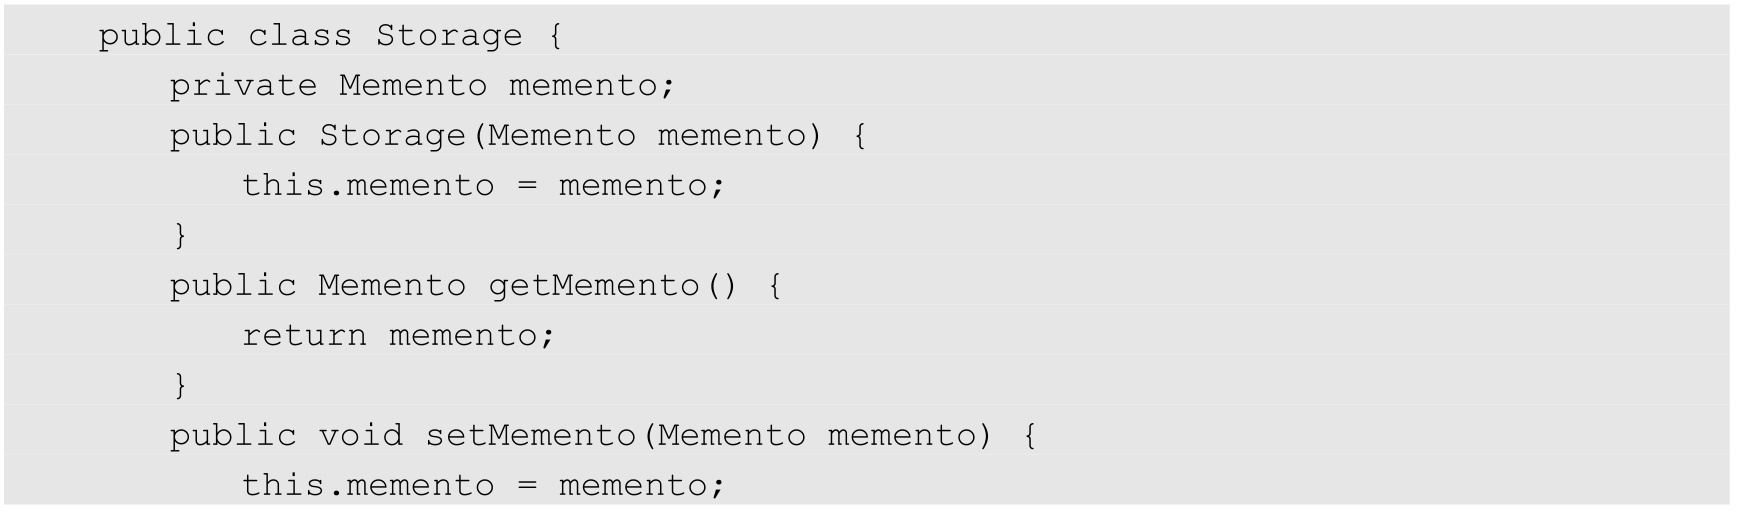 public class Storage {
    private Memento memento;
    public Storage(Memento memento) {
        this.memento = memento;
    }
    public Memento getMemento() {
        return memento;
    }
    public void setMemento(Memento memento) {
        this.memento = memento;